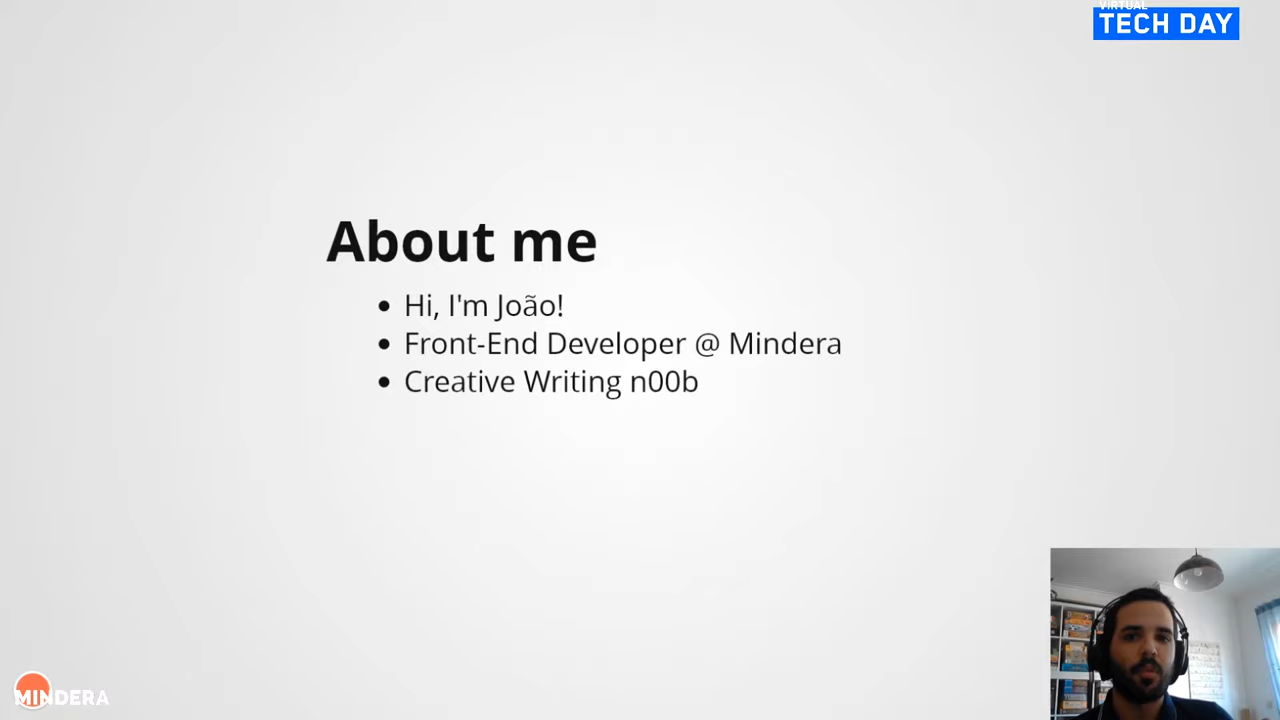 VIRTUAL
TECH DAY
About me
Hi, I'm João!
Front-End Developer @ Mindera
Creative Writing n00b
MINDERA